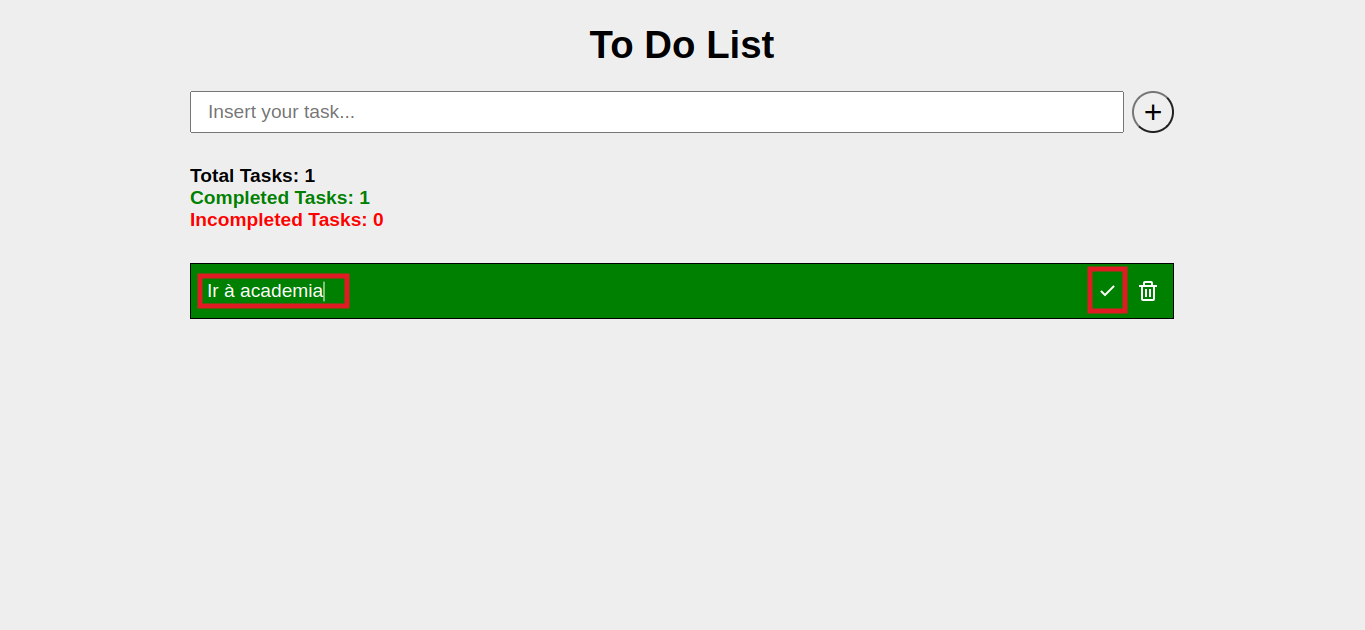 To Do List
Insert your task...
Total Tasks: 1
Completed Tasks: 1
Incompleted Tasks: 0
Ir à academia